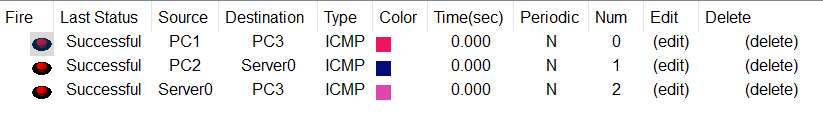 Fire Last Status Source Destination Type Color Time(sec) Periodic Num Edit Delete
Successful PC1 PC3 ICMP 0.000 N 0 (edit) (delete)
Successful PC2 Server0 ICMP 0.000 N 1 (edit) (delete)
Successful Server0 PC3 ICMP 0.000 N 2 (edit) (delete)